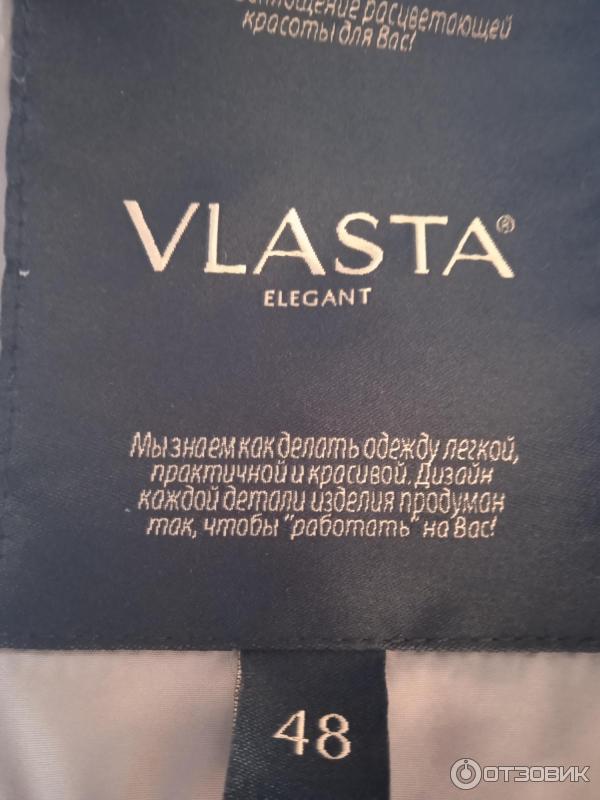 расцветающей
красоты для Вас!
VLASTA®
ELEGANT
Мы знаем как делать одежду легкой,
практичной и красивой. Дизайн
каждой детали изделия продуман
так, чтобы "работать" на Вас!
48
ОТЗОВИК